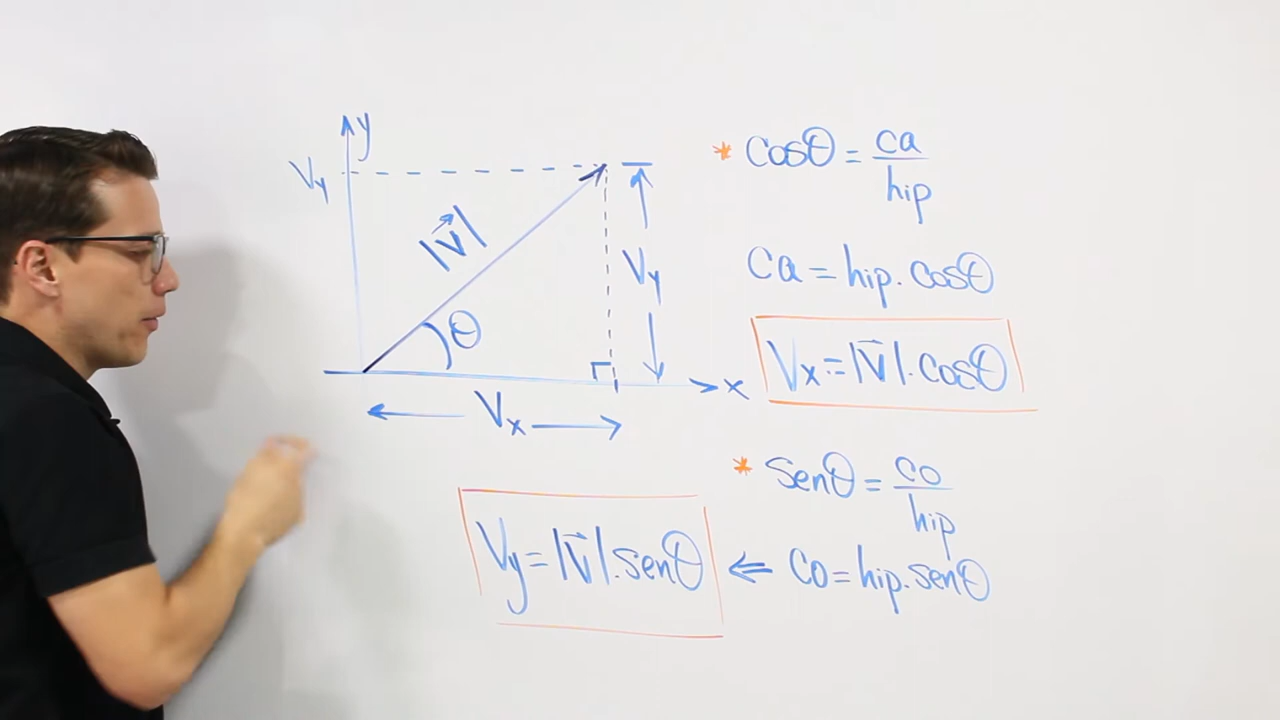 y
Vy
|V⃗|
θ
Vy
x
Vx
* Cosθ = ca/hip
Ca = hip. cosθ
Vx = |V⃗|. cosθ
* Senθ = co/hip
Co = hip. senθ
⇐
Vy = |V⃗|. senθ